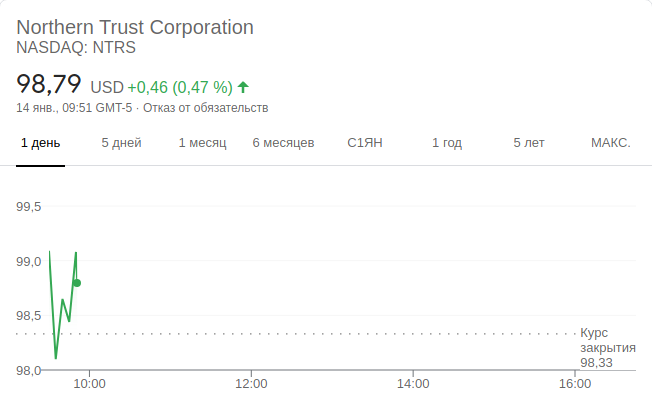 Northern Trust Corporation
NASDAQ: NTRS
98,79 USD +0,46 (0,47 %)
14 янв., 09:51 GMT-5 · Отказ от обязательств
1 день 5 дней 1 месяц 6 месяцев С1ЯН 1 год 5 лет МАКС.
99,5
99,0
98,5
98,0
Курс
закрытия
98,33
10:00 12:00 14:00 16:00